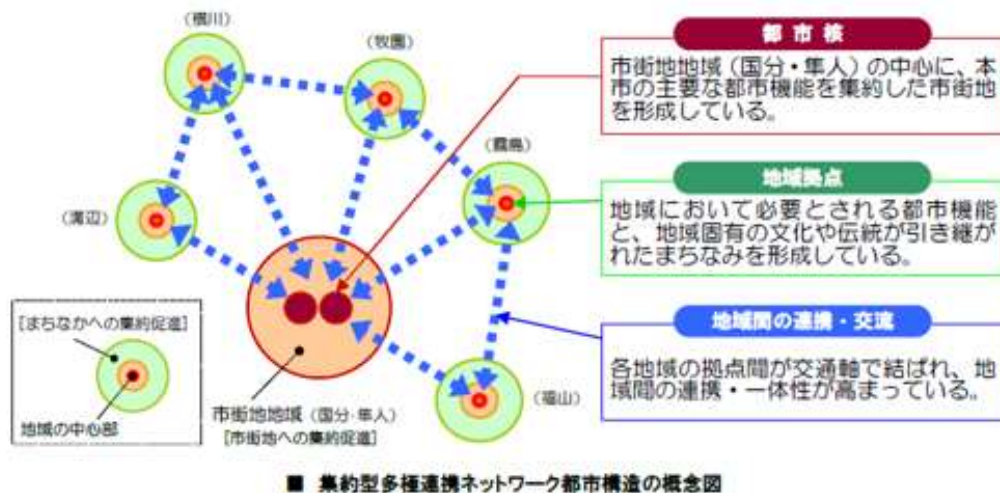 (横川)
(牧園)
(霧島)
(溝辺)
(福山)
都市核
市街地地域(国分・隼人)の中心に、本
市の主要な都市機能を集約した市街地
を形成している。
地域拠点
地域において必要とされる都市機能
と、地域固有の文化や伝統が引き継が
れたまちなみを形成している。
地域間の連携・交流
各地域の拠点間が交通軸で結ばれ、地
域間の連携・一体性が高まっている。
[まちなかへの集約促進]
地域の中心部
市街地地域(国分・隼人)
[市街地への集約促進]
■ 集約型多極連携ネットワーク都市構造の概念図